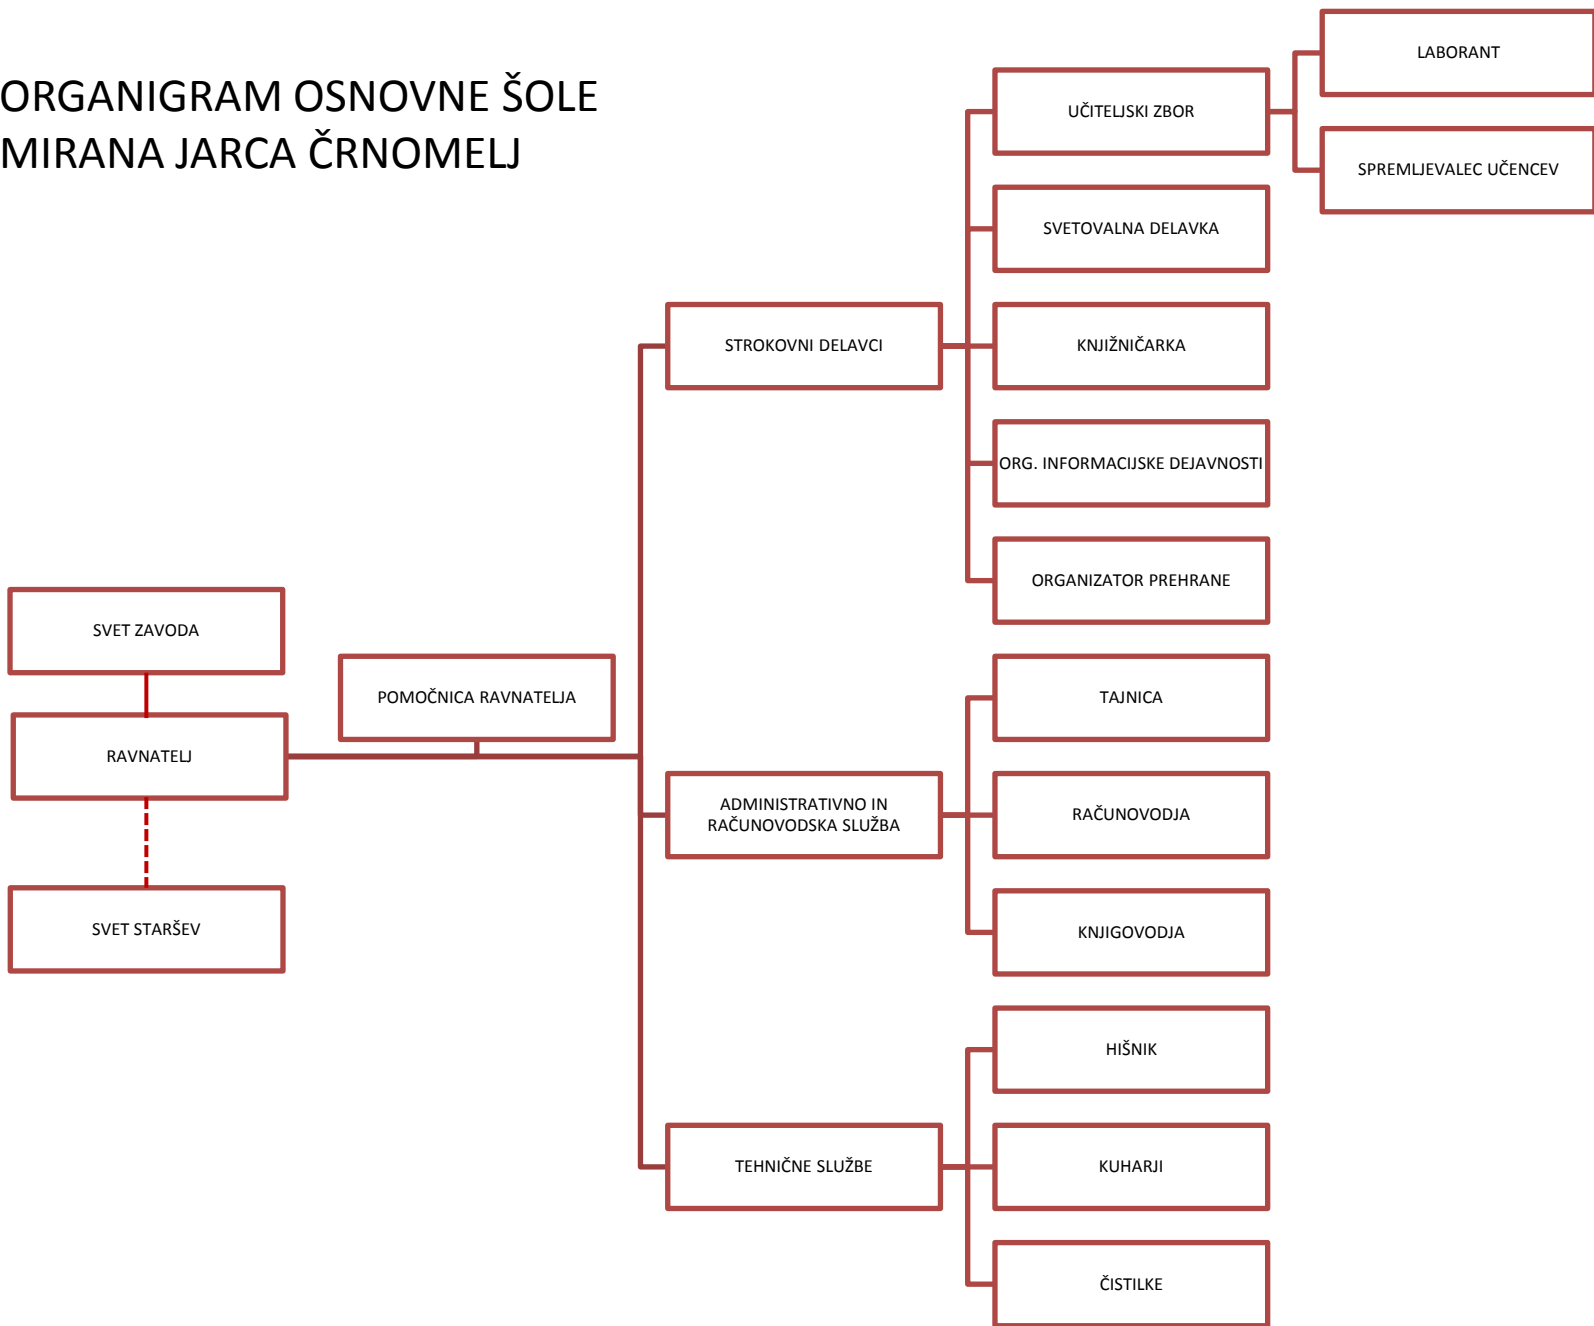 ORGANIGRAM OSNOVNE ŠOLE
MIRANA JARCA ČRNOMELJ
SVET ZAVODA
RAVNATELJ
SVET STARŠEV
POMOČNICA RAVNATELJA
STROKOVNI DELAVCI
UČITELJSKI ZBOR
LABORANT
SPREMLJEVALEC UČENCEV
SVETOVALNA DELAVKA
KNJIŽNIČARKA
ORG. INFORMACIJSKE DEJAVNOSTI
ORGANIZATOR PREHRANE
ADMINISTRATIVNO IN
RAČUNOVODSKA SLUŽBA
TAJNICA
RAČUNOVODJA
KNJIGOVODJA
TEHNIČNE SLUŽBE
HIŠNIK
KUHARJI
ČISTILKE